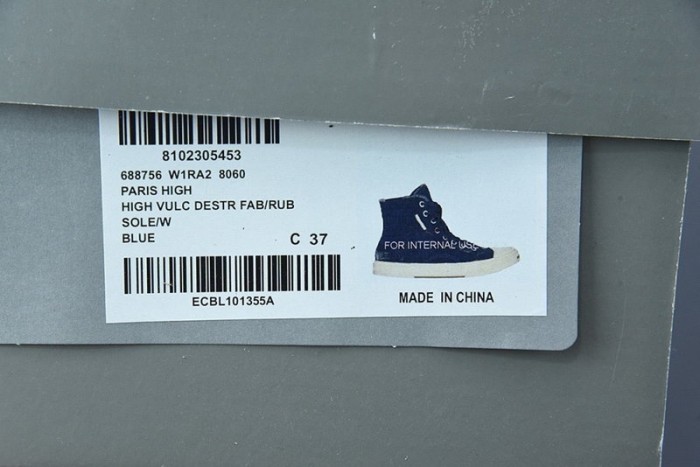 8102305453
688756 W1RA2 8060
PARIS HIGH
HIGH VULC DESTR FAB/RUB
SOLE/W
BLUE C 37
FOR INTERNAL USE
ECBL101355A
MADE IN CHINA